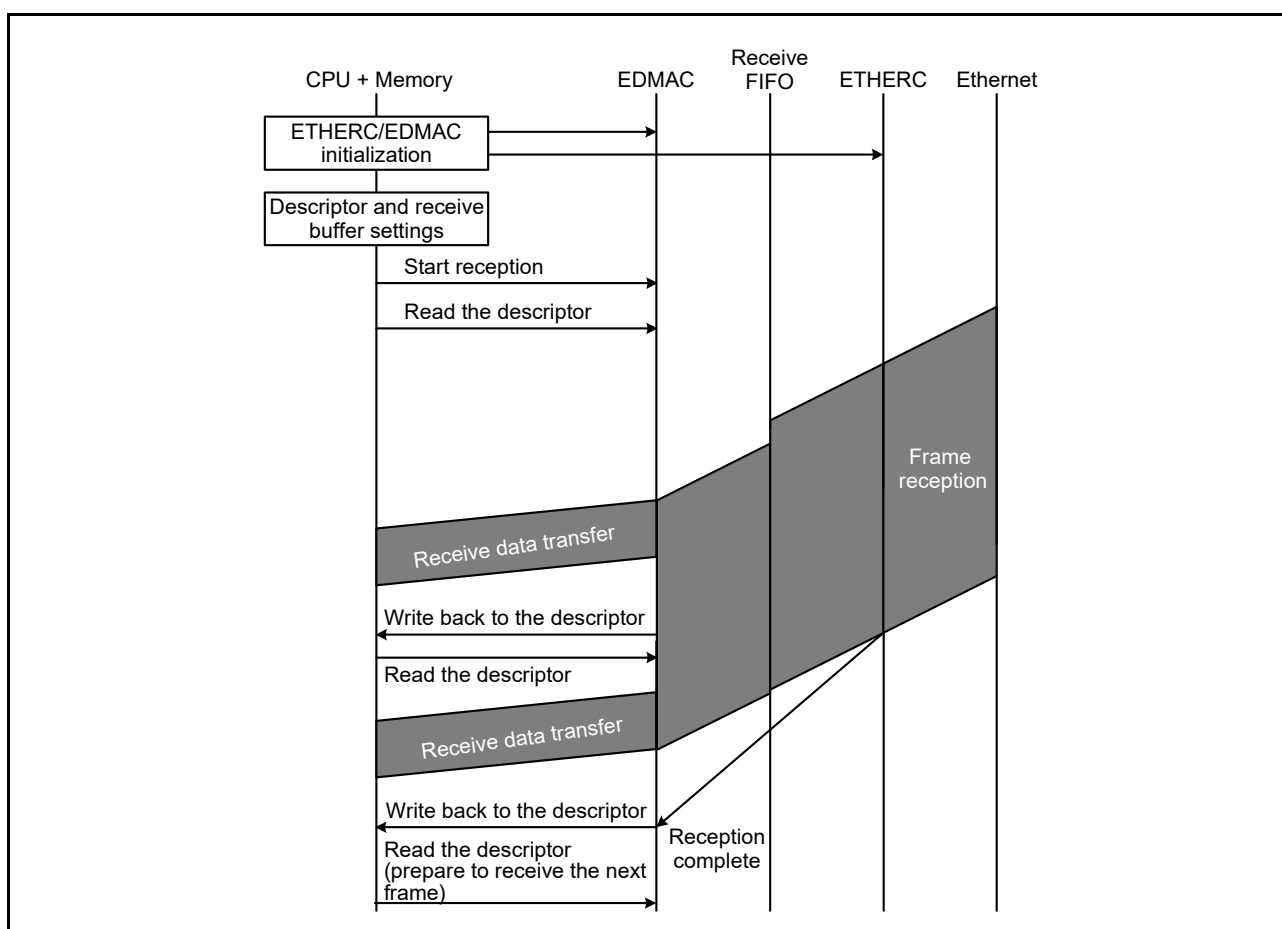 CPU + Memory
EDMAC
Receive
FIFO
ETHERC
Ethernet
ETHERC/EDMAC
initialization
Descriptor and receive
buffer settings
Start reception
Read the descriptor
Frame
reception
Receive data transfer
Write back to the descriptor
Read the descriptor
Receive data transfer
Write back to the descriptor
Reception
complete
Read the descriptor
(prepare to receive the next
frame)